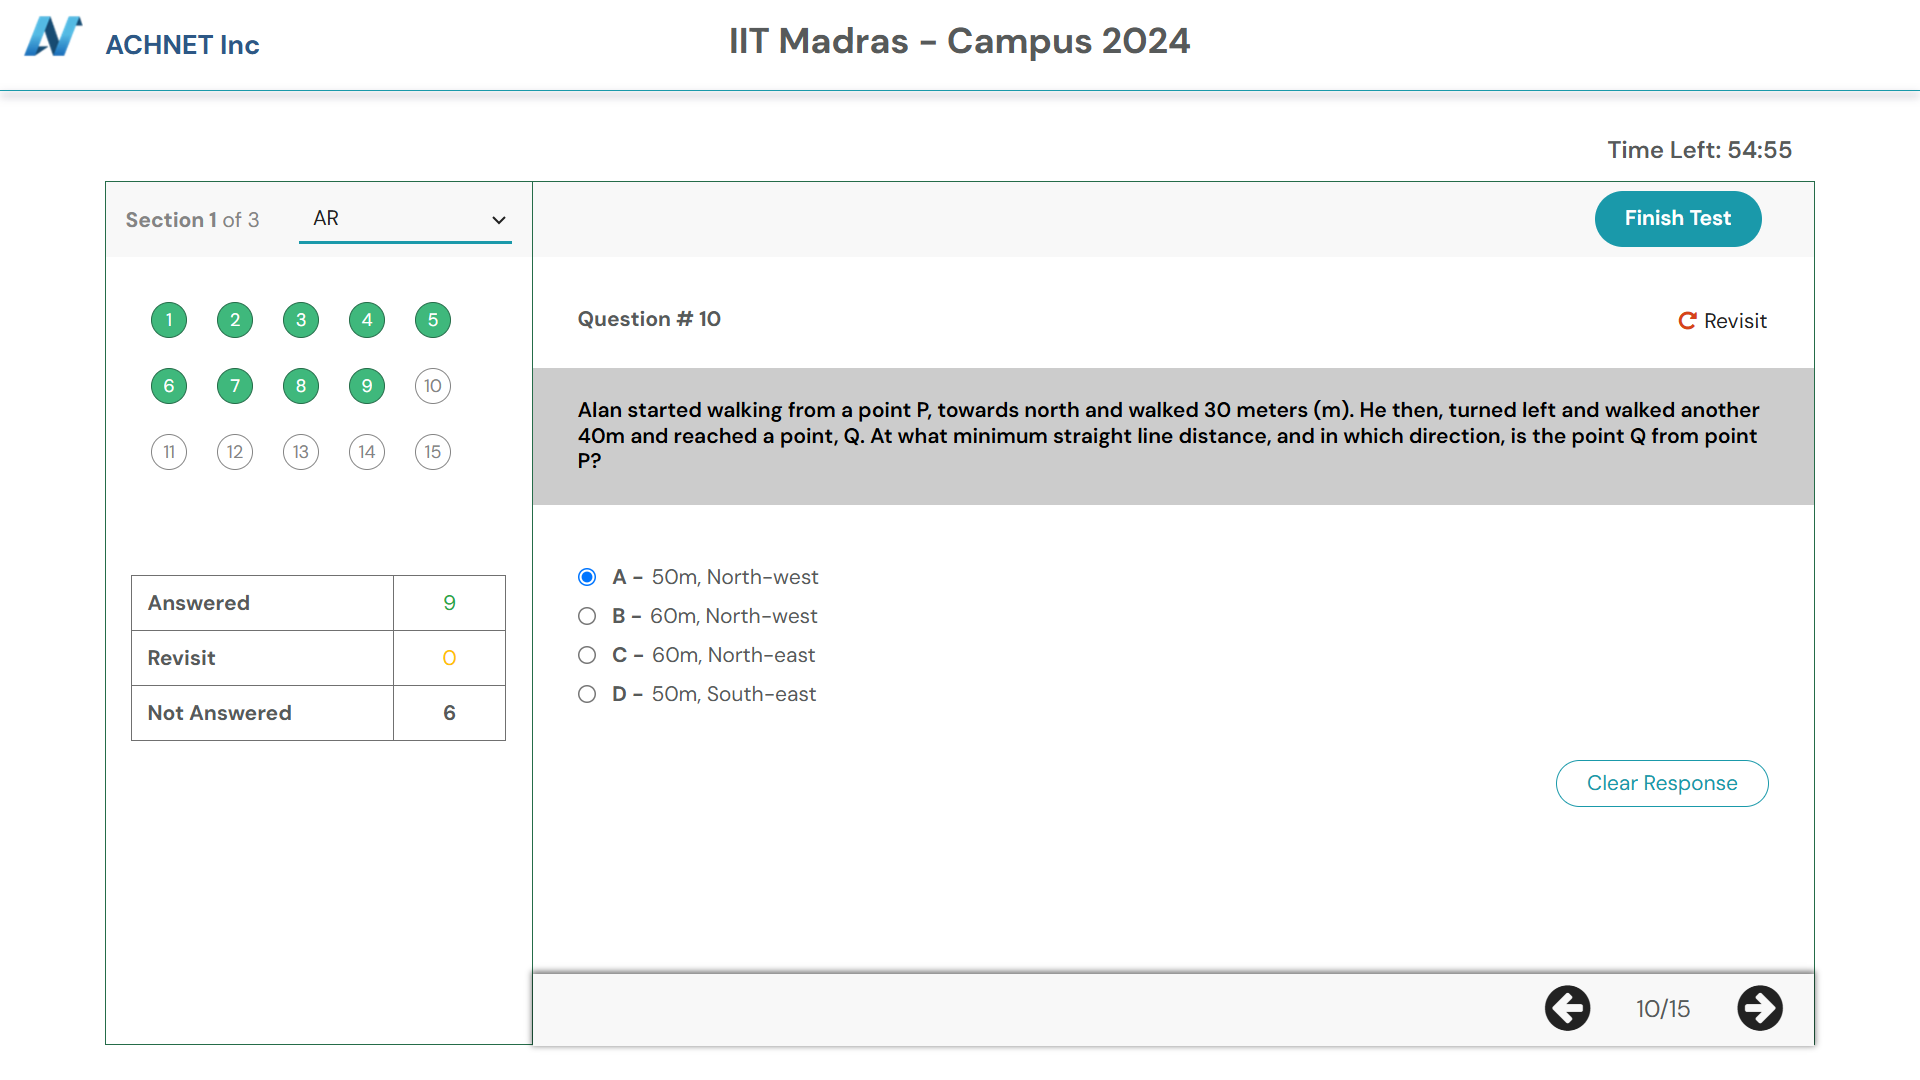 ACHNET Inc
IIT Madras - Campus 2024
Time Left: 54:55
Section 1 of 3
AR
Finish Test
1 2 3 4 5
6 7 8 9 10
11 12 13 14 15
Answered 9
Revisit 0
Not Answered 6
Question # 10
Revisit
Alan started walking from a point P, towards north and walked 30 meters (m). He then, turned left and walked another
40m and reached a point, Q. At what minimum straight line distance, and in which direction, is the point Q from point
P?
A - 50m, North-west
B - 60m, North-west
C - 60m, North-east
D - 50m, South-east
Clear Response
10/15